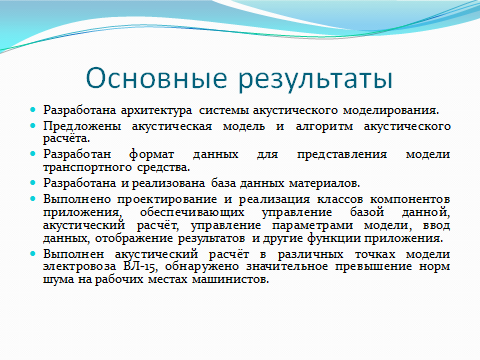 Основные результаты
Разработана архитектура системы акустического моделирования.
Предложены акустическая модель и алгоритм акустического
расчёта.
Разработан формат данных для представления модели
транспортного средства.
Разработана и реализована база данных материалов.
Выполнено проектирование и реализация классов компонентов
приложения, обеспечивающих управление базой данной,
акустический расчёт, управление параметрами модели, ввод
данных, отображение результатов и другие функции приложения.
Выполнен акустический расчёт в различных точках модели
электровоза ВЛ-15, обнаружено значительное превышение норм
шума на рабочих местах машинистов.